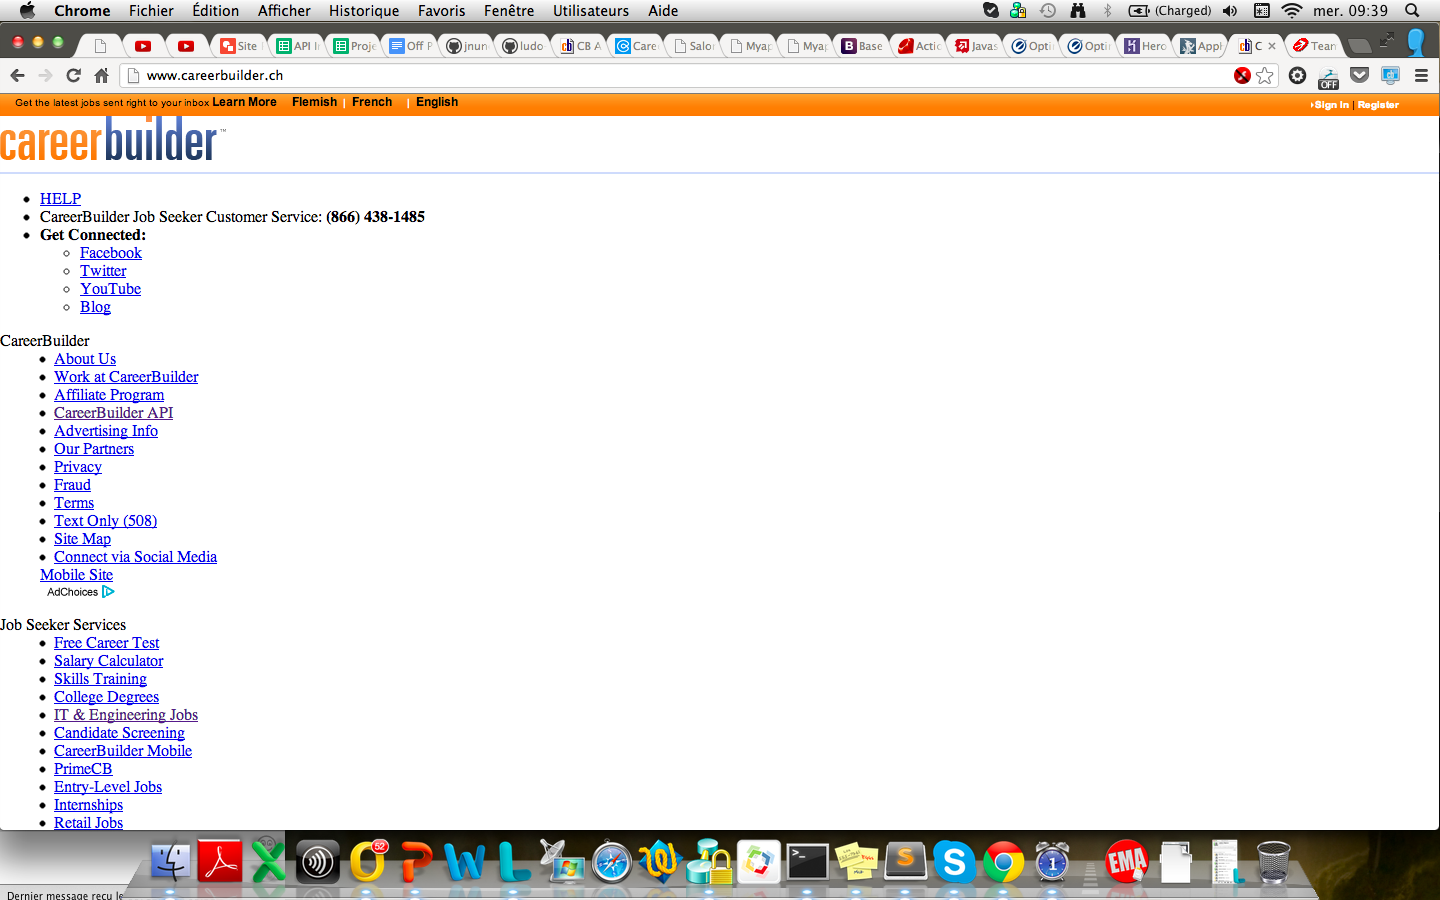 Chrome Fichier Édition Afficher Historique Favoris Fenêtre Utilisateurs Aide (Charged) mer. 09:39
Site API I Proje Off P jnun ludo CB A Care Salor Myap Myap Base Actic Javas Opti Opti Hero AppH C Tear
www.careerbuilder.ch OFF
Get the latest jobs sent right to your inbox Learn More Flemish | French | English Sign In | Register
careerbuilder™
HELP
CareerBuilder Job Seeker Customer Service: (866) 438-1485
Get Connected:
Facebook
Twitter
YouTube
Blog
CareerBuilder
About Us
Work at CareerBuilder
Affiliate Program
CareerBuilder API
Advertising Info
Our Partners
Privacy
Fraud
Terms
Text Only (508)
Site Map
Connect via Social Media
Mobile Site
AdChoices
Job Seeker Services
Free Career Test
Salary Calculator
Skills Training
College Degrees
IT & Engineering Jobs
Candidate Screening
CareerBuilder Mobile
PrimeCB
Entry-Level Jobs
Internships
Retail Jobs
52
EMA
Dernier message reçu le